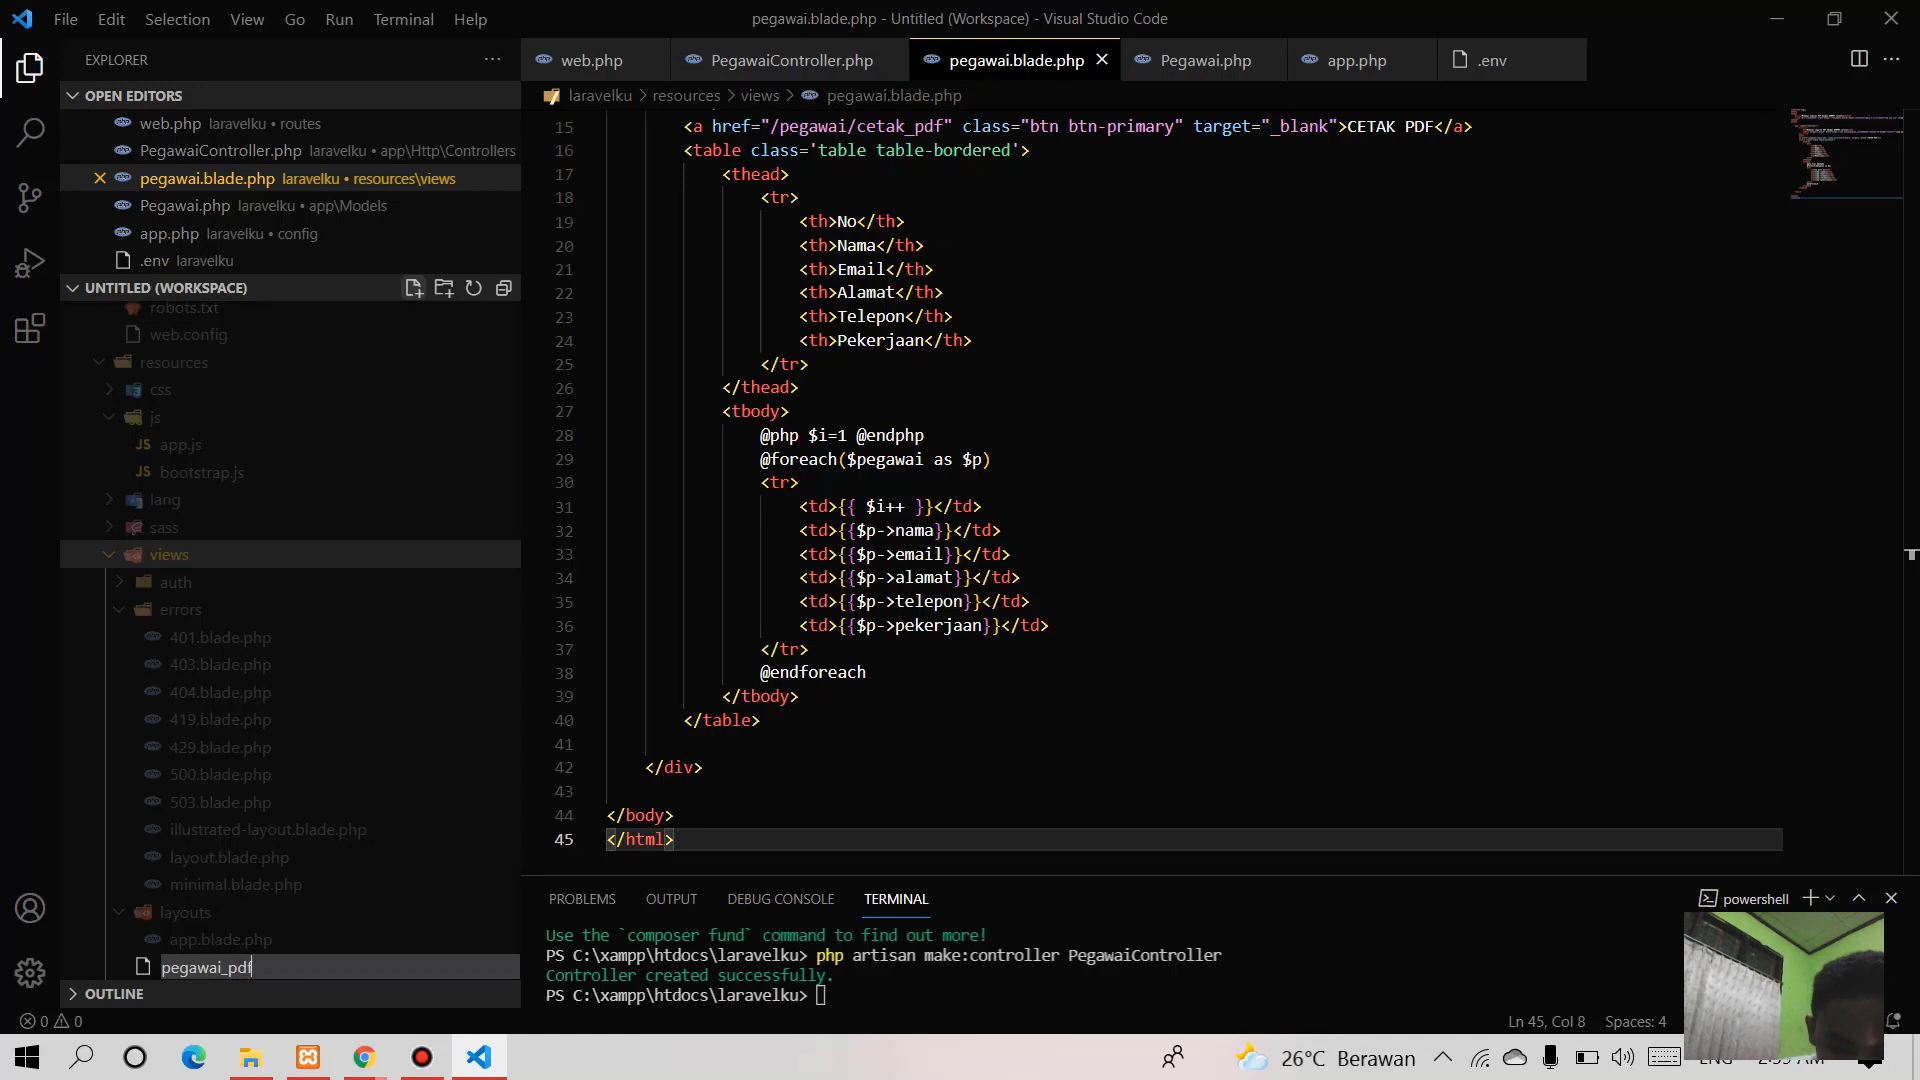 File Edit Selection View Go Run Terminal Help
pegawai.blade.php - Untitled (Workspace) - Visual Studio Code
EXPLORER
web.php PegawaiController.php pegawai.blade.php Pegawai.php app.php .env
OPEN EDITORS
web.php laravelku • routes
PegawaiController.php laravelku • app\Http\Controllers
pegawai.blade.php laravelku • resources\views
Pegawai.php laravelku • app\Models
app.php laravelku • config
.env laravelku
UNTITLED (WORKSPACE)
robots.txt
web.config
resources
css
js
JS app.js
JS bootstrap.js
lang
sass
views
auth
errors
401.blade.php
403.blade.php
404.blade.php
419.blade.php
429.blade.php
500.blade.php
503.blade.php
illustrated-layout.blade.php
layout.blade.php
minimal.blade.php
layouts
app.blade.php
pegawai_pdf
OUTLINE
laravelku > resources > views > pegawai.blade.php
15 <a href="/pegawai/cetak_pdf" class="btn btn-primary" target="_blank">CETAK PDF</a>
16 <table class='table table-bordered'>
17 <thead>
18 <tr>
19 <th>No</th>
20 <th>Nama</th>
21 <th>Email</th>
22 <th>Alamat</th>
23 <th>Telepon</th>
24 <th>Pekerjaan</th>
25 </tr>
26 </thead>
27 <tbody>
28 @php $i=1 @endphp
29 @foreach($pegawai as $p)
30 <tr>
31 <td>{{ $i++ }}</td>
32 <td>{{$p->nama}}</td>
33 <td>{{$p->email}}</td>
34 <td>{{$p->alamat}}</td>
35 <td>{{$p->telepon}}</td>
36 <td>{{$p->pekerjaan}}</td>
37 </tr>
38 @endforeach
39 </tbody>
40 </table>
41
42 </div>
43
44 </body>
45 </html>
PROBLEMS OUTPUT DEBUG CONSOLE TERMINAL
powershell
Use the `composer fund` command to find out more!
PS C:\xampp\htdocs\laravelku> php artisan make:controller PegawaiController
Controller created successfully.
PS C:\xampp\htdocs\laravelku>
0 0
Ln 45, Col 8 Spaces: 4
26°C Berawan